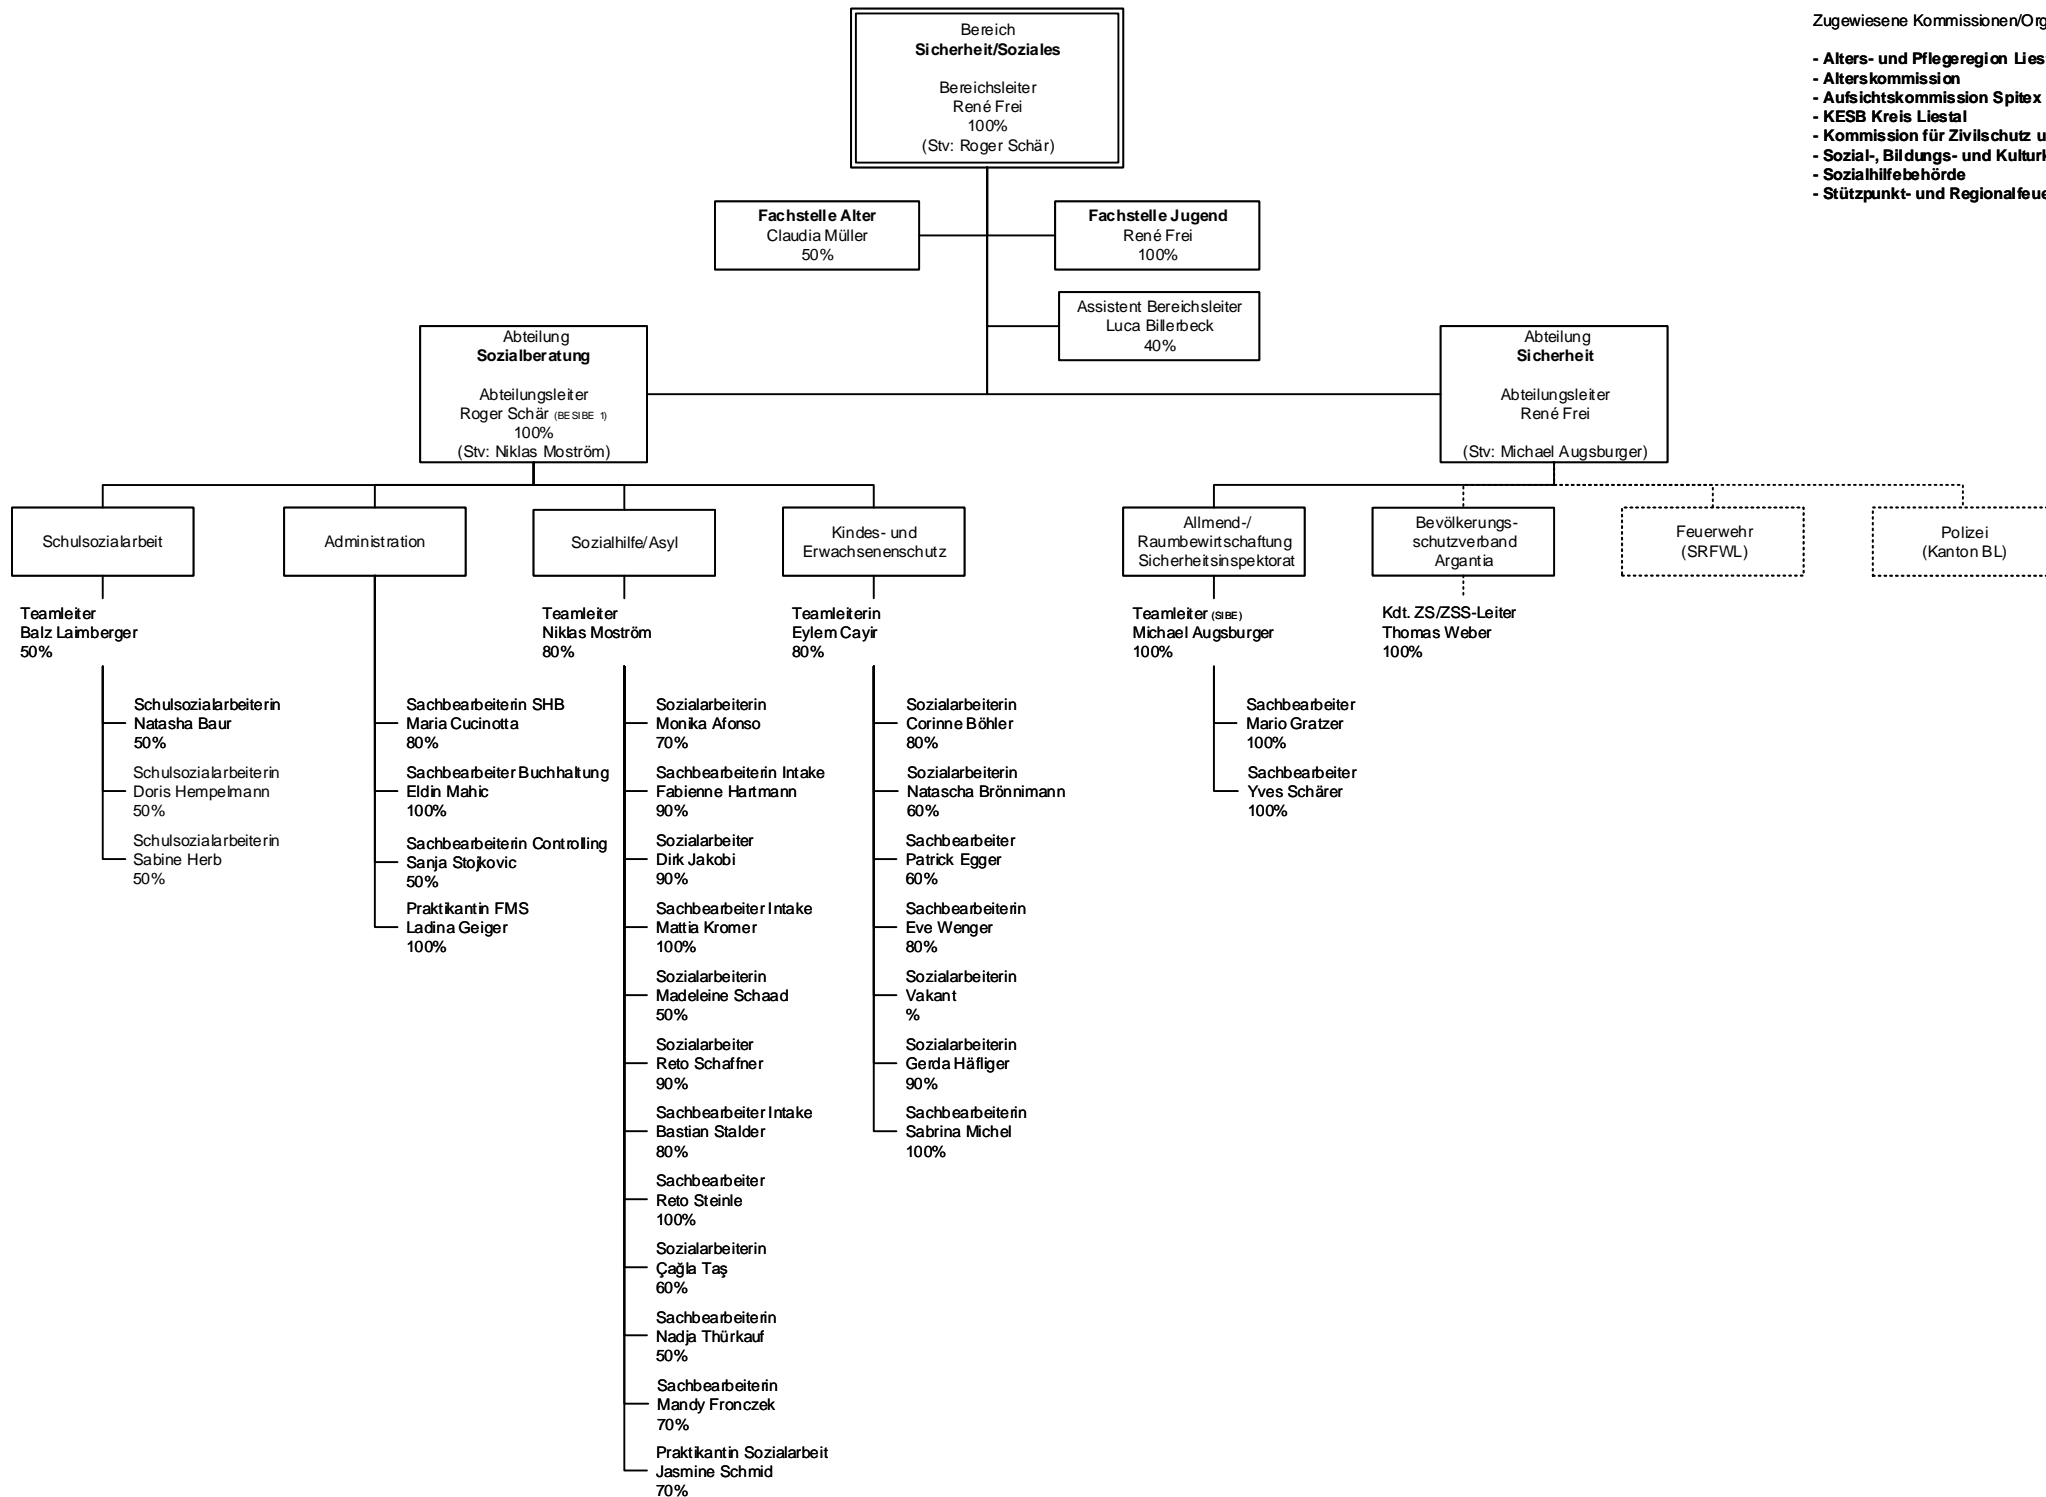 Bereich
Sicherheit/Soziales
Bereichsleiter
René Frei
100%
(Stv: Roger Schär)
Zugewiesene Kommissionen/Org
- Alters- und Pflegeregion Lies
- Alterskommission
- Aufsichtskommission Spitex
- KESB Kreis Liestal
- Kommission für Zivilschutz u
- Sozial-, Bildungs- und Kulturk
- Sozialhilfebehörde
- Stützpunkt- und Regionalfeue
Fachstelle Alter
Claudia Müller
50%
Fachstelle Jugend
René Frei
100%
Assistent Bereichsleiter
Luca Billerbeck
40%
Abteilung
Sozialberatung
Abteilungsleiter
Roger Schär (BESIBE 1)
100%
(Stv: Niklas Moström)
Abteilung
Sicherheit
Abteilungsleiter
René Frei
(Stv: Michael Augsburger)
Schulsozialarbeit
Teamleiter
Balz Laimberger
50%
Schulsozialarbeiterin
Natasha Baur
50%
Schulsozialarbeiterin
Doris Hempelmann
50%
Schulsozialarbeiterin
Sabine Herb
50%
Administration
Sachbearbeiterin SHB
Maria Cucinotta
80%
Sachbearbeiter Buchhaltung
Eldin Mahic
100%
Sachbearbeiterin Controlling
Sanja Stojkovic
50%
Praktikantin FMS
Ladina Geiger
100%
Sozialhilfe/Asyl
Teamleiter
Niklas Moström
80%
Sozialarbeiterin
Monika Afonso
70%
Sachbearbeiterin Intake
Fabienne Hartmann
90%
Sozialarbeiter
Dirk Jakobi
90%
Sachbearbeiter Intake
Mattia Kromer
100%
Sozialarbeiterin
Madeleine Schaad
50%
Sozialarbeiter
Reto Schaffner
90%
Sachbearbeiter Intake
Bastian Stalder
80%
Sachbearbeiter
Reto Steinle
100%
Sozialarbeiterin
Çağla Taş
60%
Sachbearbeiterin
Nadja Thürkauf
50%
Sachbearbeiterin
Mandy Fronczek
70%
Praktikantin Sozialarbeit
Jasmine Schmid
70%
Kindes- und
Erwachsenenschutz
Teamleiterin
Eylem Cayir
80%
Sozialarbeiterin
Corinne Böhler
80%
Sozialarbeiterin
Natascha Brönnimann
60%
Sachbearbeiter
Patrick Egger
60%
Sachbearbeiterin
Eve Wenger
80%
Sozialarbeiterin
Vakant
%
Sozialarbeiterin
Gerda Häfliger
90%
Sachbearbeiterin
Sabrina Michel
100%
Allmend-/
Raumbewirtschaftung
Sicherheitsinspektorat
Teamleiter (SIBE)
Michael Augsburger
100%
Sachbearbeiter
Mario Gratzer
100%
Sachbearbeiter
Yves Schärer
100%
Bevölkerungs-
schutzverband
Argantia
Kdt. ZS/ZSS-Leiter
Thomas Weber
100%
Feuerwehr
(SRFWL)
Polizei
(Kanton BL)